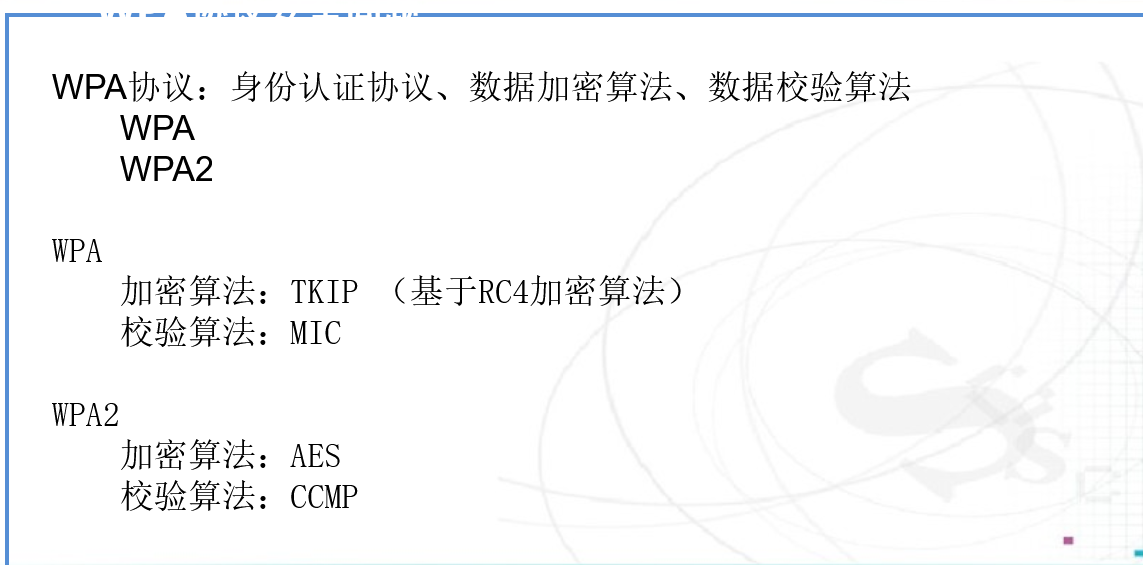 WPA协议：身份认证协议、数据加密算法、数据校验算法
WPA
WPA2
WPA
加密算法：TKIP （基于RC4加密算法）
校验算法：MIC
WPA2
加密算法：AES
校验算法：CCMP